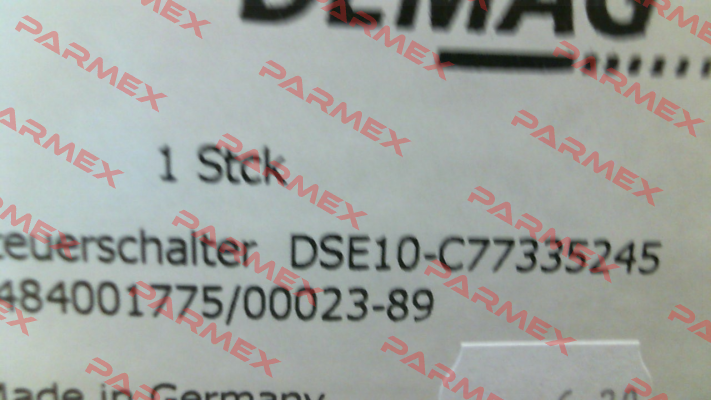 DEMAG
1 Stck
teuerschalter DSE10-C77335245
484001775/00023-89
Made in Germany
PARMEX